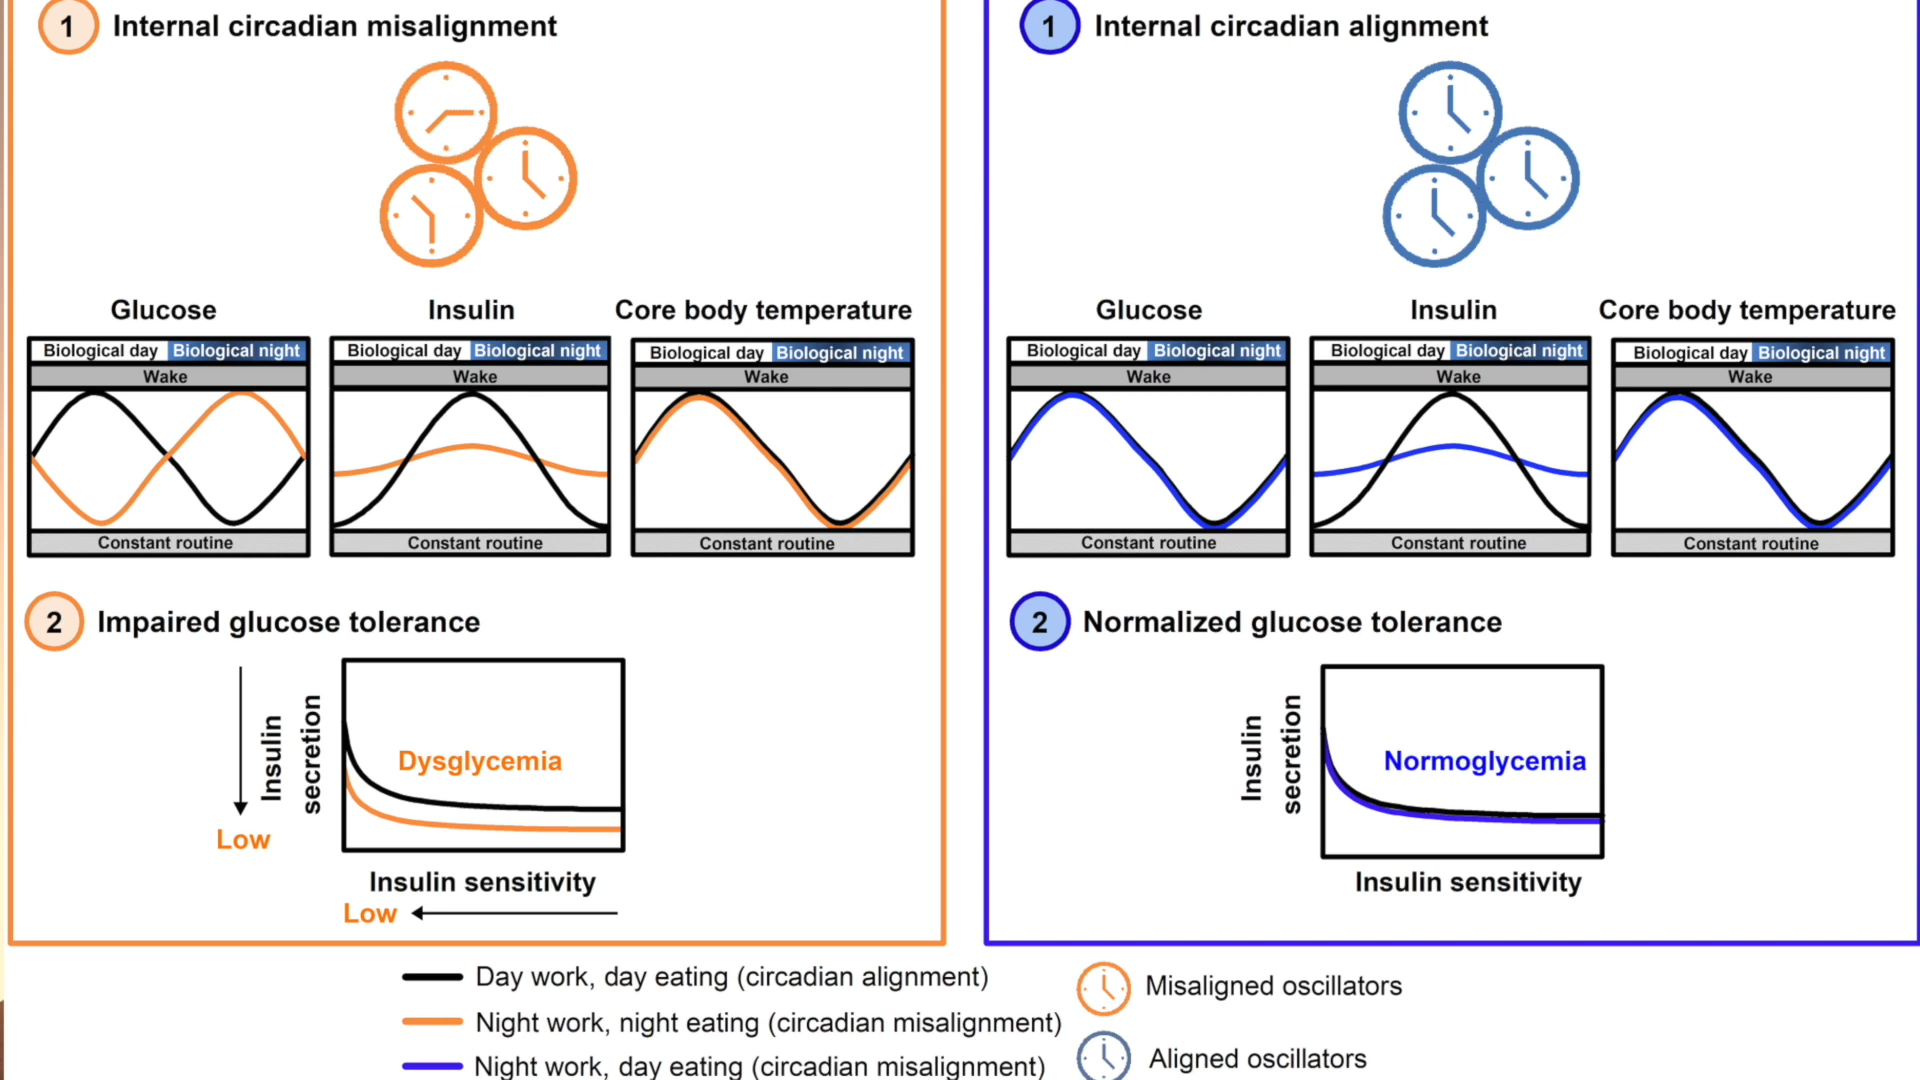 1 Internal circadian misalignment
Glucose
Insulin
Core body temperature
Biological day Biological night
Wake
Constant routine
Biological day Biological night
Wake
Constant routine
Biological day Biological night
Wake
Constant routine
2 Impaired glucose tolerance
Insulin
secretion
Low
Dysglycemia
Insulin sensitivity
Low
1 Internal circadian alignment
Glucose
Insulin
Core body temperature
Biological day Biological night
Wake
Constant routine
Biological day Biological night
Wake
Constant routine
Biological day Biological night
Wake
Constant routine
2 Normalized glucose tolerance
Insulin
secretion
Normoglycemia
Insulin sensitivity
Day work, day eating (circadian alignment)
Night work, night eating (circadian misalignment)
Night work, day eating (circadian misalignment)
Misaligned oscillators
Aligned oscillators